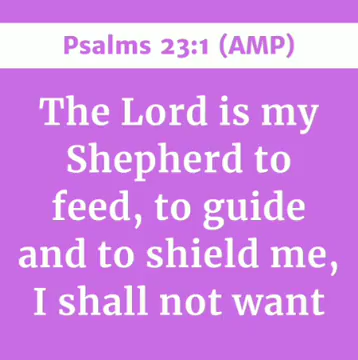 Psalms 23:1 (AMP)
The Lord is my
Shepherd to
feed, to guide
and to shield me,
I shall not want